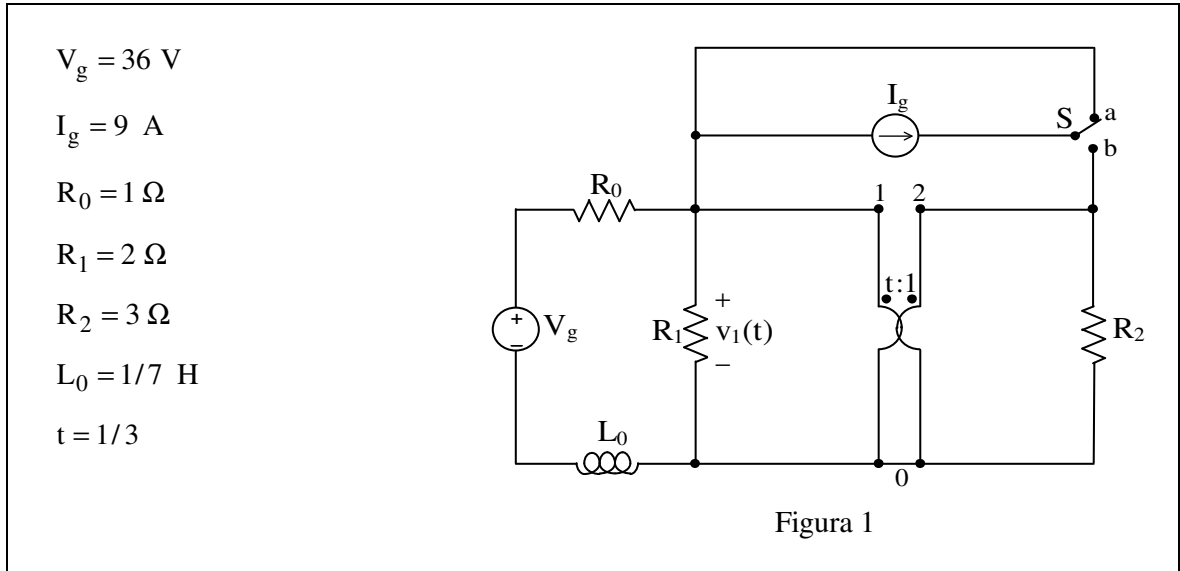 V_g = 36 V
I_g = 9 A
R_0 = 1 Ω
R_1 = 2 Ω
R_2 = 3 Ω
L_0 = 1/7 H
t = 1/3
I_g
S
a
b
R_0
1 2
t:1
+
−
V_g
R_1
+
v_1(t)
−
R_2
L_0
0
Figura 1